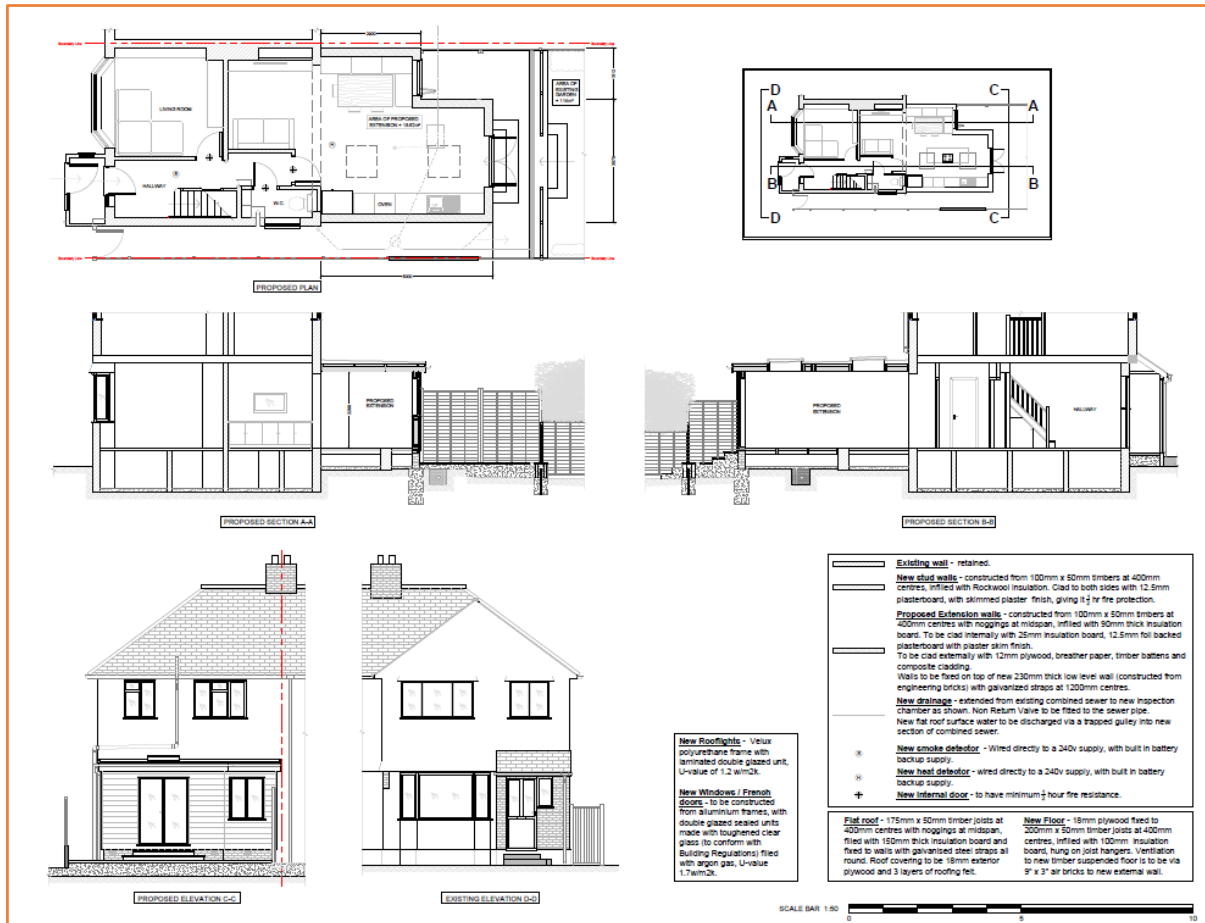 Boundary Line
Boundary Line
LIVING ROOM
AREA OF PROPOSED
AREA OF
EXISTING
GARDEN
HALLWAY
W.C.
OVEN
Boundary Line
Boundary Line
PROPOSED PLAN
D
C
A
A
B
B
D
C
PROPOSED
EXTENSION
PROPOSED SECTION A-A
PROPOSED
EXTENSION
HALLWAY
PROPOSED SECTION B-B
PROPOSED ELEVATION C-C
EXISTING ELEVATION D-D
New Rooflights - Velux
polyurethane frame with
laminated double glazed unit,
U-value of 1.2 w/m2k.
New Windows / French
doors - to be constructed
from aluminium frames, with
double glazed sealed units
made with toughened clear
glass (to conform with
Building Regulations) filled
with argon gas, U-value
1.7w/m2k.
Existing wall - retained.
New stud walls - constructed from 100mm x 50mm timbers at 400mm
centres, infilled with Rockwool insulation. Clad to both sides with 12.5mm
plasterboard, with skimmed plaster finish, giving it ½ hr fire protection.
Proposed Extension walls - constructed from 100mm x 50mm timbers at
400mm centres with noggings at midspan, infilled with 90mm thick insulation
board. To be clad internally with 25mm insulation board, 12.5mm foil backed
plasterboard with plaster skim finish.
To be clad externally with 12mm plywood, breather paper, timber battens and
composite cladding.
Walls to be fixed on top of new 230mm thick low level wall (constructed from
engineering bricks) with galvanized straps at 1200mm centres.
New drainage - extended from existing combined sewer to new inspection
chamber as shown. Non Return Valve to be fitted to the sewer pipe.
New flat roof surface water to be discharged via a trapped gulley into new
section of combined sewer.
New smoke detector - Wired directly to a 240v supply, with built in battery
backup supply.
New heat detector - wired directly to a 240v supply, with built in battery
backup supply.
New internal door - to have minimum ½ hour fire resistance.
Flat roof - 175mm x 50mm timber joists at
400mm centres with noggings at midspan,
filled with 150mm thick insulation board and
fixed to walls with galvanised steel straps all
round. Roof covering to be 18mm exterior
plywood and 3 layers of roofing felt.
New Floor - 18mm plywood fixed to
200mm x 50mm timber joists at 400mm
centres, infilled with 100mm insulation
board, hung on joist hangers. Ventilation
to new timber suspended floor is to be via
9" x 3" air bricks to new external wall.
SCALE BAR 1:50
0
5
10